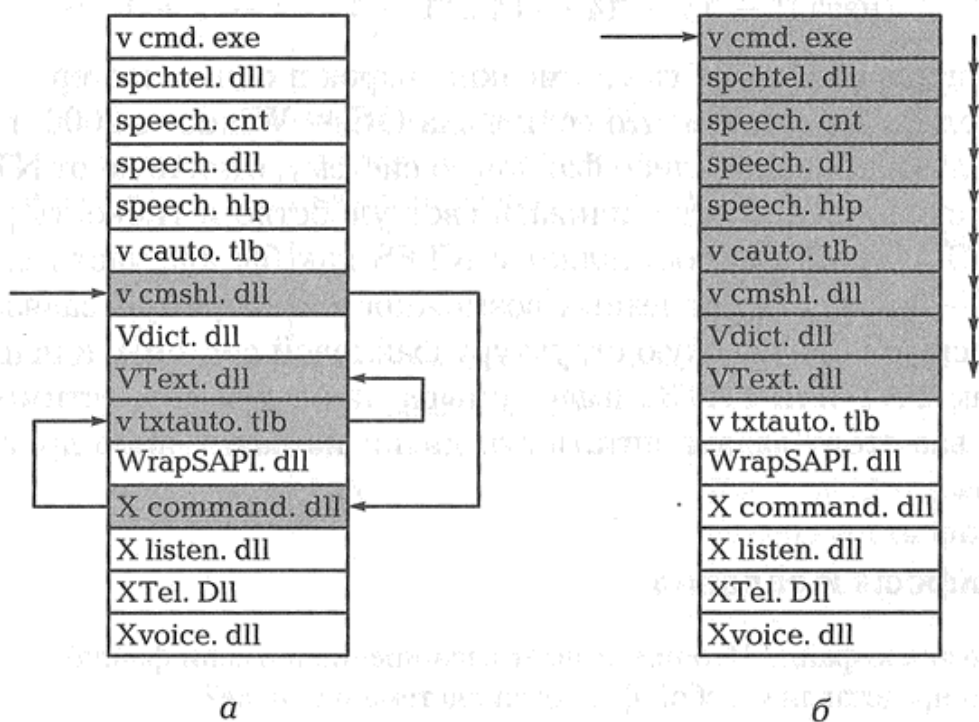 v cmd. exe
spchtel. dll
speech. cnt
speech. dll
speech. hlp
v cauto. tlb
v cmshl. dll
Vdict. dll
VText. dll
v txtauto. tlb
WrapSAPI. dll
X command. dll
X listen. dll
XTel. Dll
Xvoice. dll
а
v cmd. exe
spchtel. dll
speech. cnt
speech. dll
speech. hlp
v cauto. tlb
v cmshl. dll
Vdict. dll
VText. dll
v txtauto. tlb
WrapSAPI. dll
X command. dll
X listen. dll
XTel. Dll
Xvoice. dll
б